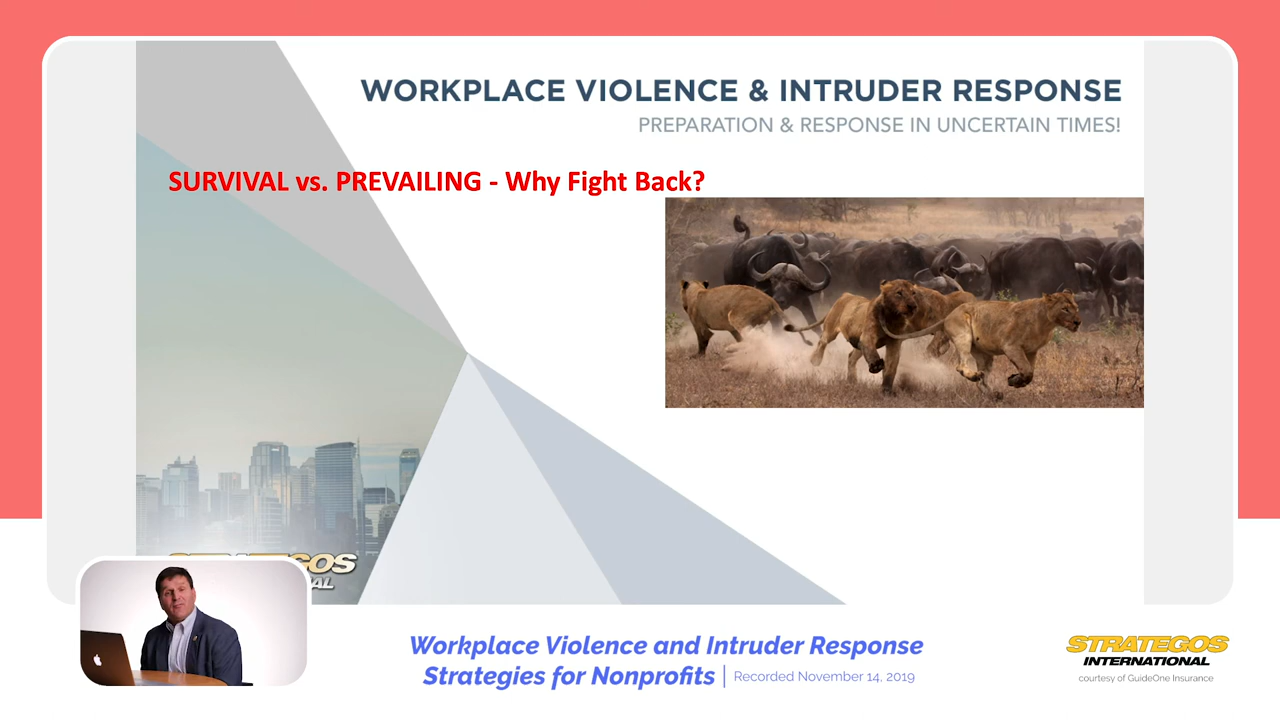 WORKPLACE VIOLENCE & INTRUDER RESPONSE
PREPARATION & RESPONSE IN UNCERTAIN TIMES!
SURVIVAL vs. PREVAILING - Why Fight Back?
Workplace Violence and Intruder Response
Strategies for Nonprofits | Recorded November 14, 2019
STRATEGOS
INTERNATIONAL
courtesy of GuideOne Insurance